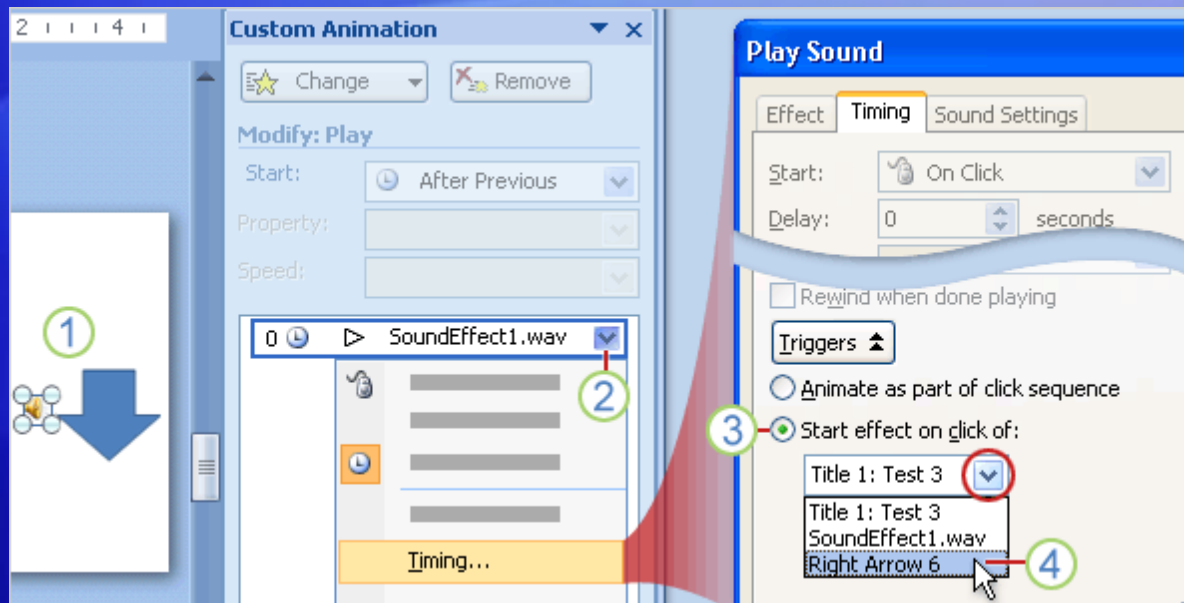 2 4
Custom Animation
Change Remove
Modify: Play
Start: After Previous
Property:
Speed:
0 SoundEffect1.wav
1
2
Timing...
Play Sound
Effect Timing Sound Settings
Start: On Click
Delay: 0 seconds
Rewind when done playing
Triggers
Animate as part of click sequence
3 Start effect on click of:
Title 1: Test 3
Title 1: Test 3
SoundEffect1.wav
Right Arrow 6 4